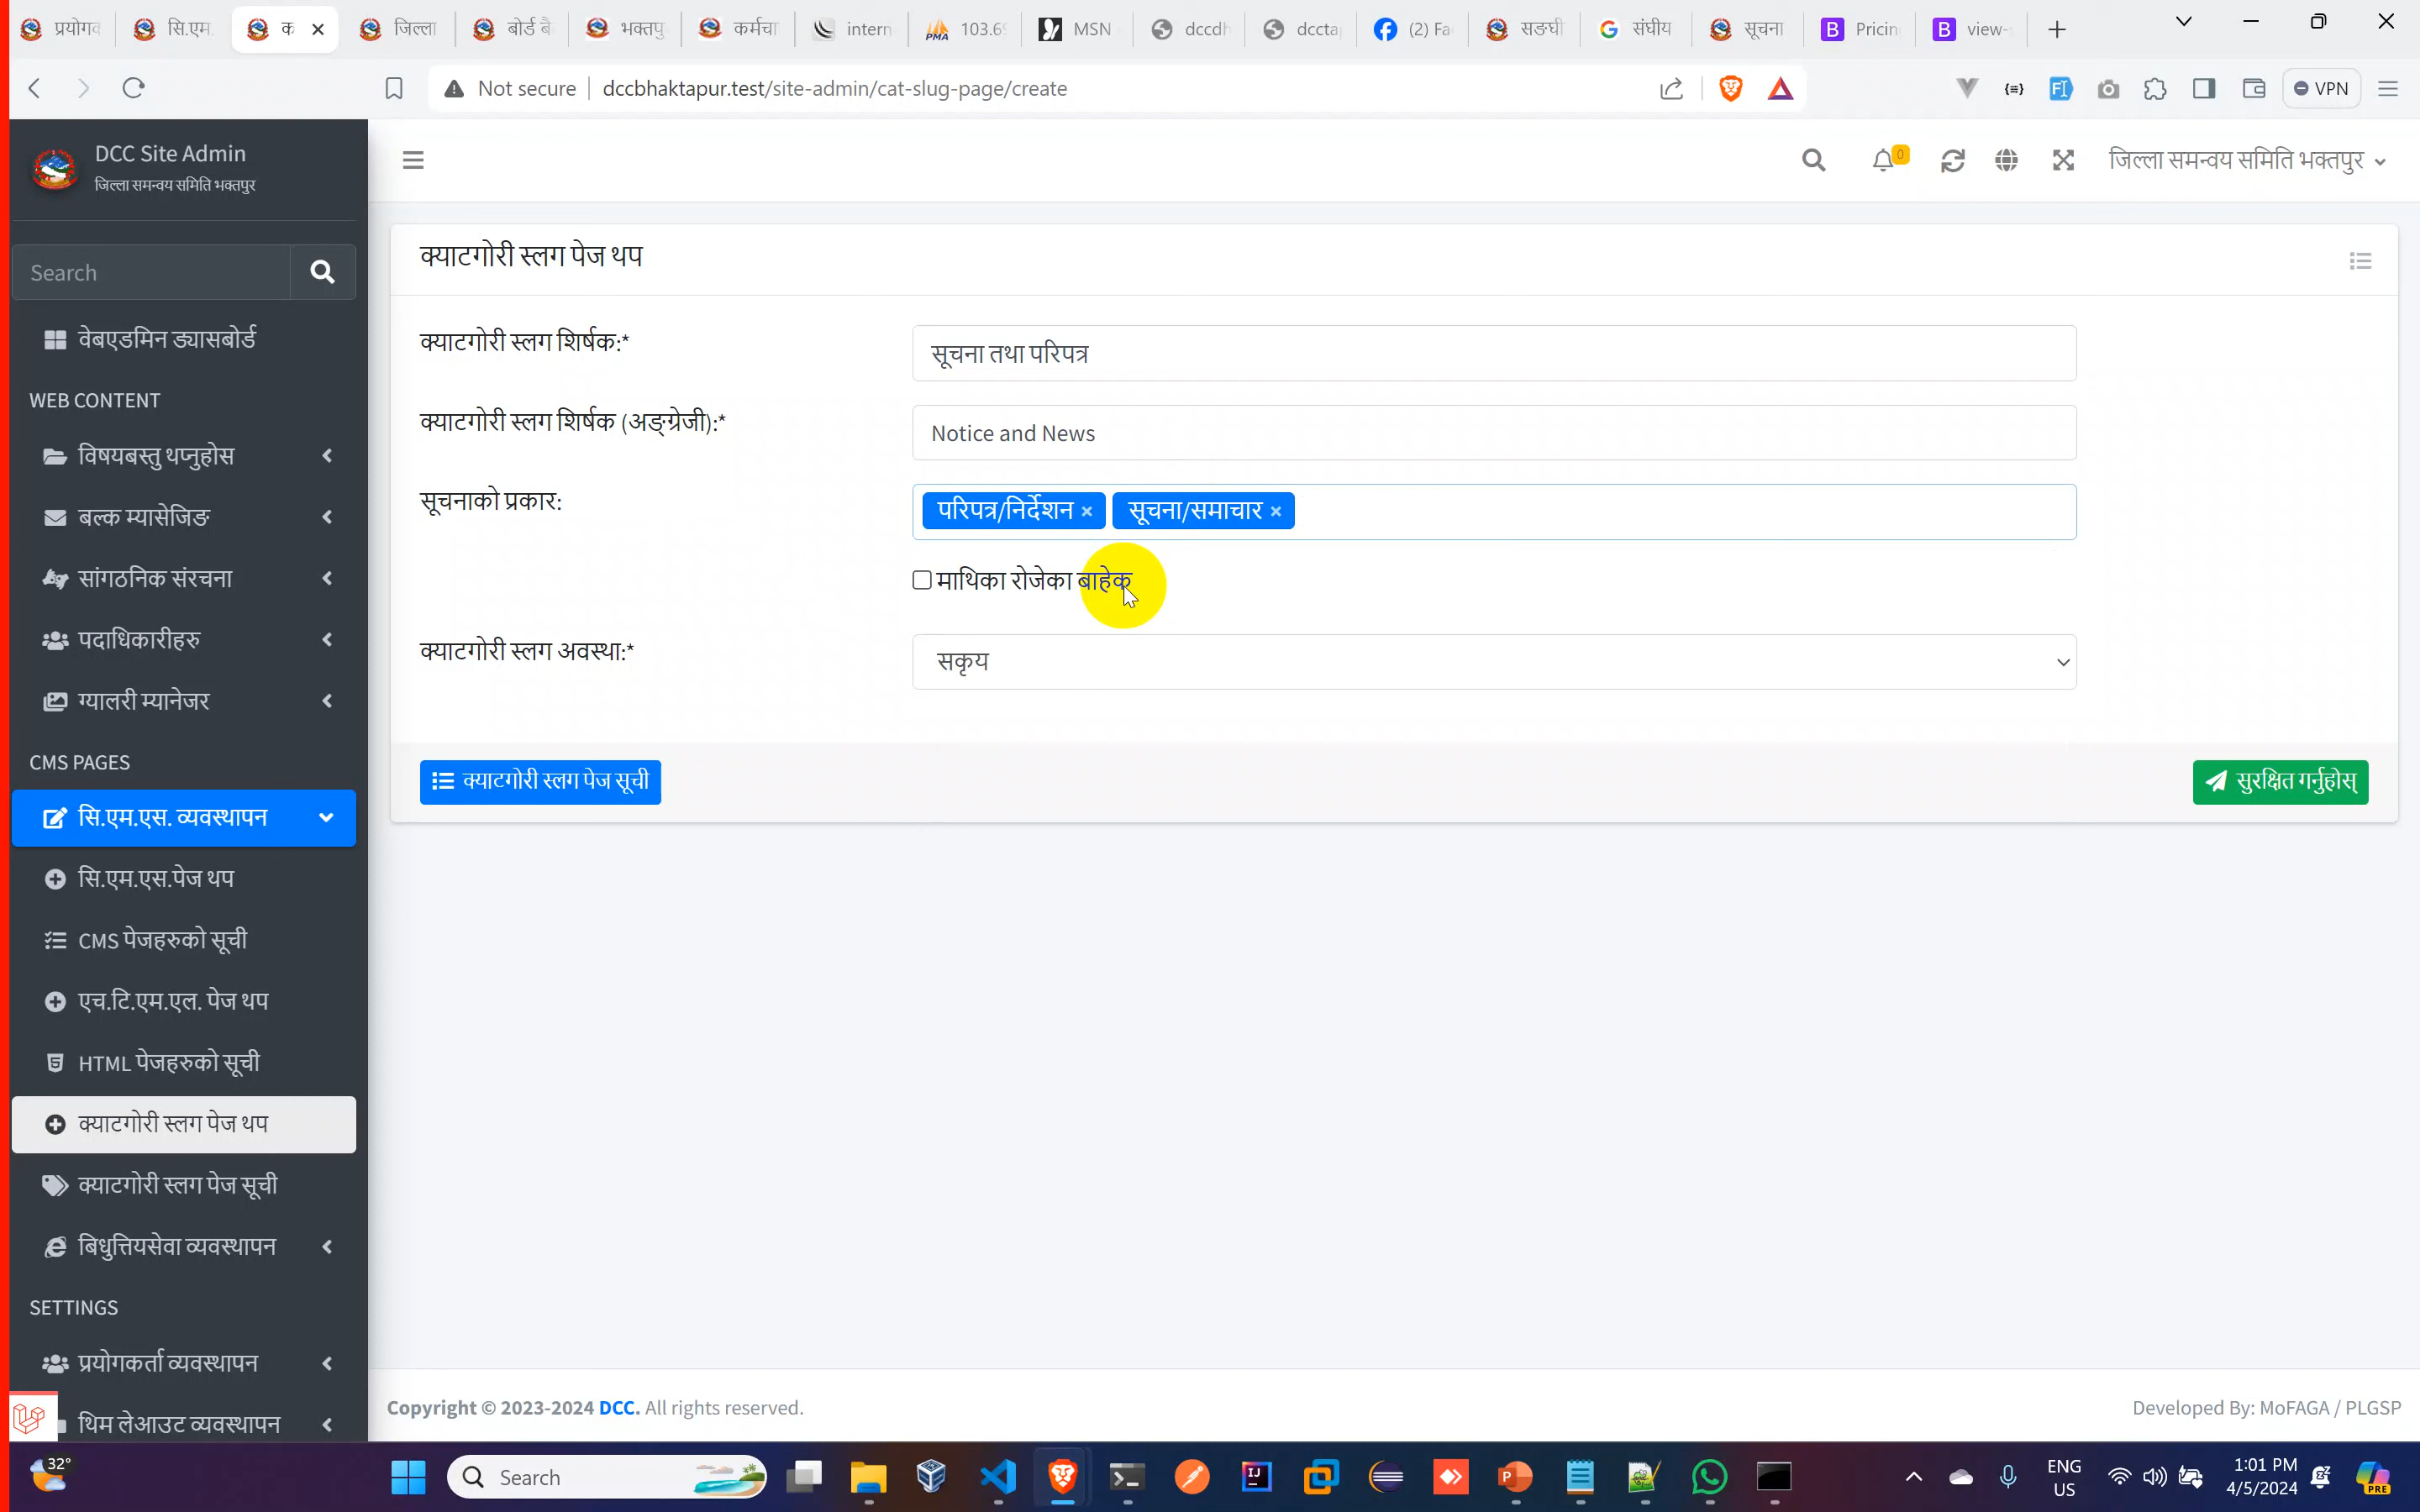 प्रयोगक
सि.एम.
क
जिल्ला
बोर्ड बै
भक्तपु
कर्मचा
intern
103.69
MSN
dccdh
dccta
(2) Fa
सङघी
संघीय
सूचना
Pricin
view-
Not secure
dccbhaktapur.test/site-admin/cat-slug-page/create
VPN
DCC Site Admin
जिल्ला समन्वय समिति भक्तपुर
0
जिल्ला समन्वय समिति भक्तपुर
Search
वेबएडमिन ड्यासबोर्ड
WEB CONTENT
विषयबस्तु थप्नुहोस
बल्क म्यासेजिङ
सांगठनिक संरचना
पदाधिकारीहरु
ग्यालरी म्यानेजर
CMS PAGES
सि.एम.एस. व्यवस्थापन
सि.एम.एस.पेज थप
CMS पेजहरुको सूची
एच.टि.एम.एल. पेज थप
HTML पेजहरुको सूची
क्याटगोरी स्लग पेज थप
क्याटगोरी स्लग पेज सूची
बिधुत्तियसेवा व्यवस्थापन
SETTINGS
प्रयोगकर्ता व्यवस्थापन
थिम लेआउट व्यवस्थापन
क्याटगोरी स्लग पेज थप
क्याटगोरी स्लग शिर्षक:*
सूचना तथा परिपत्र
क्याटगोरी स्लग शिर्षक (अङ्ग्रेजी):*
Notice and News
सूचनाको प्रकार:
परिपत्र/निर्देशन × सूचना/समाचार ×
माथिका रोजेका बाहेक
क्याटगोरी स्लग अवस्था:*
सकृय
क्याटगोरी स्लग पेज सूची
सुरक्षित गर्नुहोस्
Copyright © 2023-2024 DCC. All rights reserved.
Developed By: MoFAGA / PLGSP
32°
Search
ENG
US
1:01 PM
4/5/2024
PRE